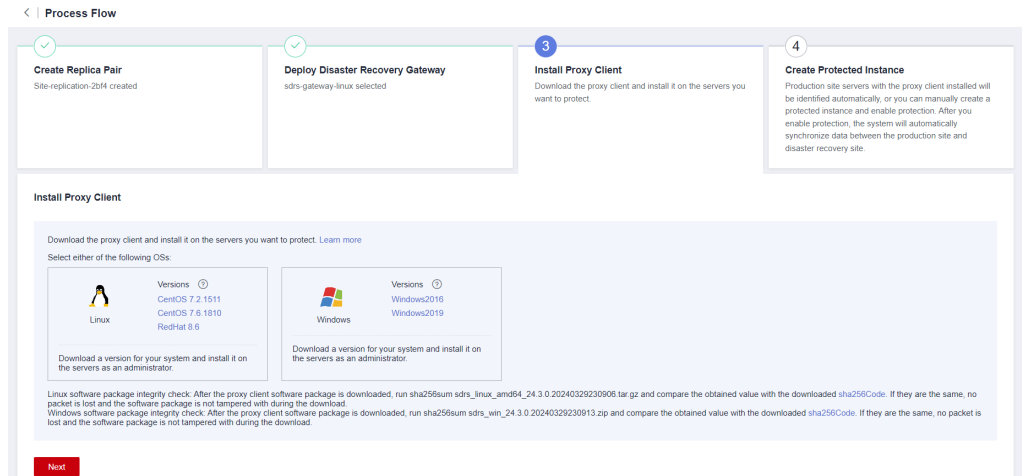 Process Flow
3
4
Create Replica Pair
Site-replication-2bf4 created
Deploy Disaster Recovery Gateway
sdrs-gateway-linux selected
Install Proxy Client
Download the proxy client and install it on the servers you
want to protect.
Create Protected Instance
Production site servers with the proxy client installed will
be identified automatically, or you can manually create a
protected instance and enable protection. After you
enable protection, the system will automatically
synchronize data between the production site and
disaster recovery site.
Install Proxy Client
Download the proxy client and install it on the servers you want to protect. Learn more
Select either of the following OSs:
Linux
Versions ?
CentOS 7.2.1511
CentOS 7.6.1810
RedHat 8.6
Download a version for your system and install it on
the servers as an administrator.
Windows
Versions ?
Windows2016
Windows2019
Download a version for your system and install it on
the servers as an administrator.
Linux software package integrity check: After the proxy client software package is downloaded, run sha256sum sdrs_linux_amd64_24.3.0.20240329230906.tar.gz and compare the obtained value with the downloaded sha256Code. If they are the same, no
packet is lost and the software package is not tampered with during the download.
Windows software package integrity check: After the proxy client software package is downloaded, run sha256sum sdrs_win_24.3.0.20240329230913.zip and compare the obtained value with the downloaded sha256Code. If they are the same, no packet is
lost and the software package is not tampered with during the download.
Next